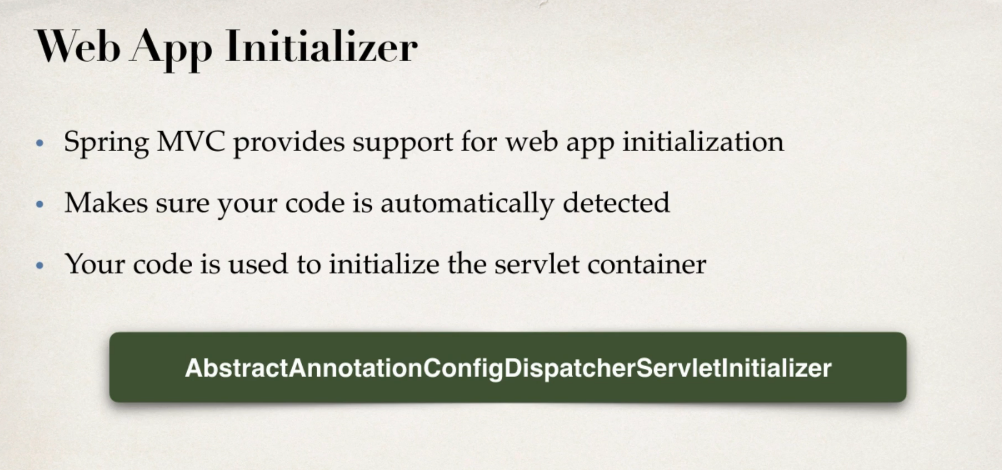 Web App Initializer
• Spring MVC provides support for web app initialization
• Makes sure your code is automatically detected
• Your code is used to initialize the servlet container
AbstractAnnotationConfigDispatcherServletInitializer